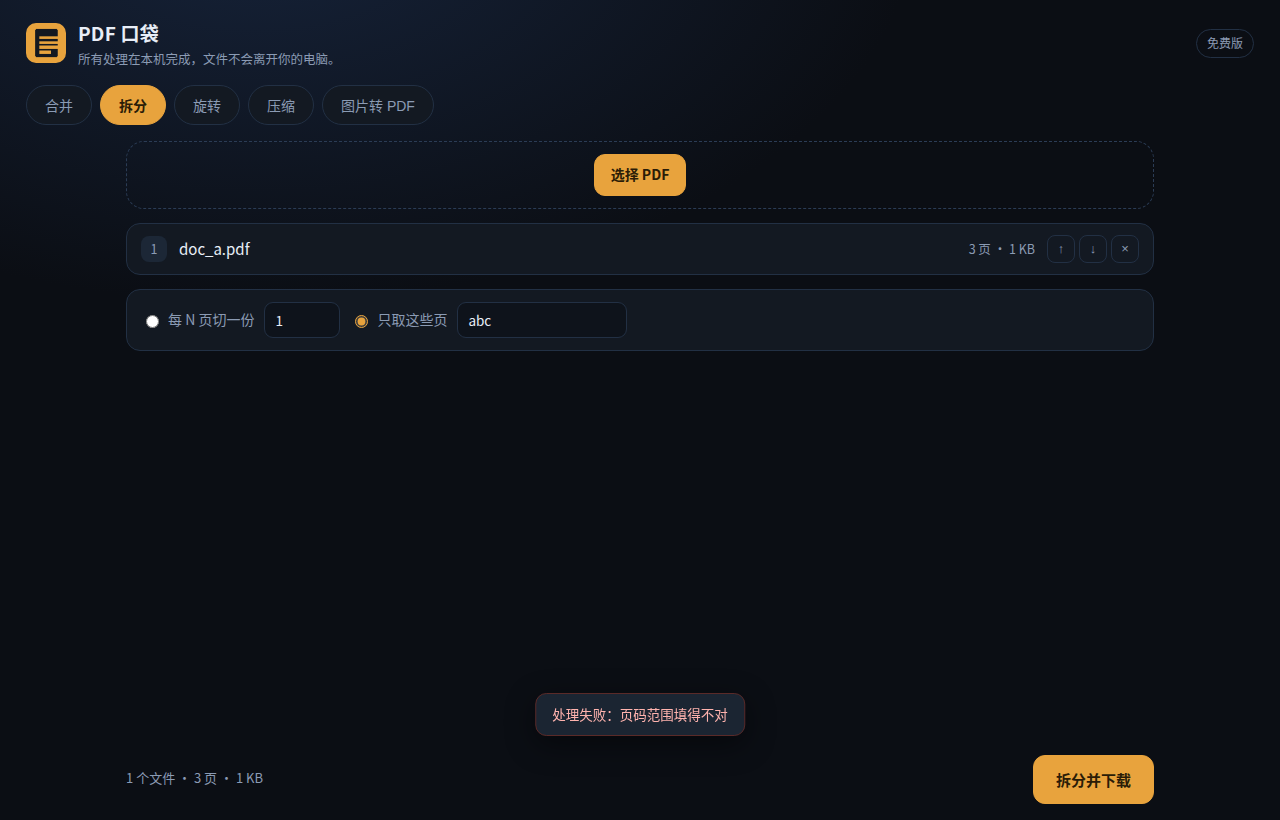 PDF 口袋
所有处理在本机完成，文件不会离开你的电脑。
免费版
合并
拆分
旋转
压缩
图片转 PDF
选择 PDF
1
doc_a.pdf
3 页 · 1 KB
↑
↓
×
每 N 页切一份
1
只取这些页
abc
处理失败：页码范围填得不对
1 个文件 · 3 页 · 1 KB
拆分并下载